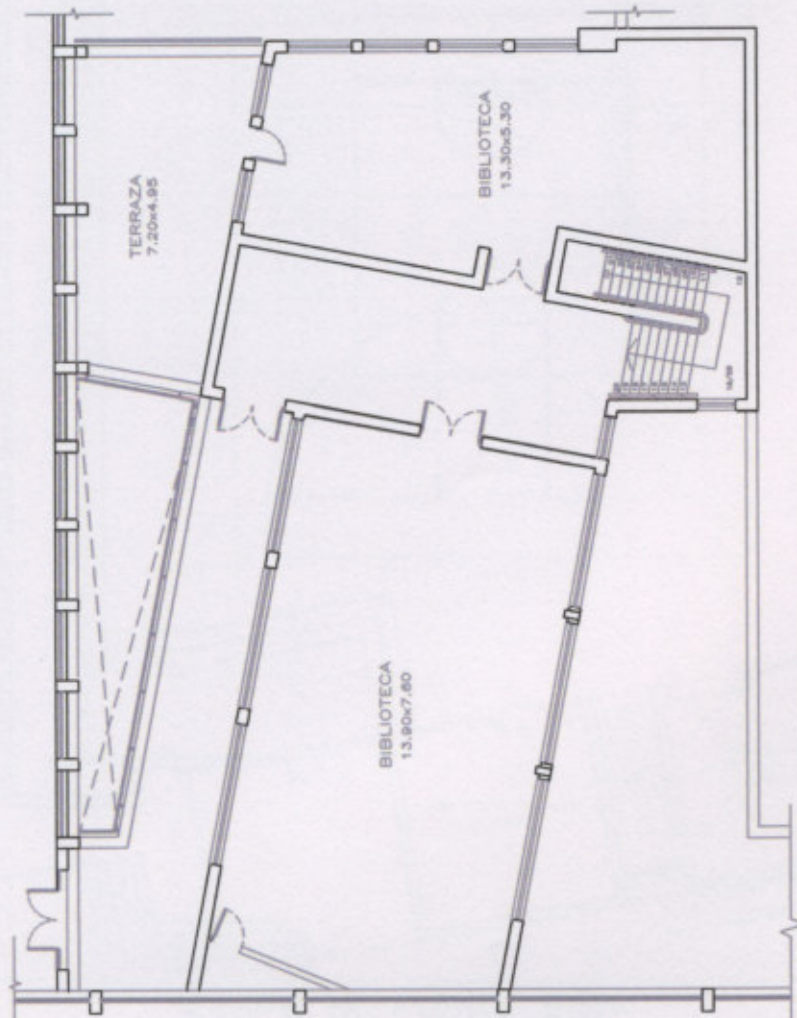 BIBLIOTECA
13.30x5.30
TERRAZA
7.20x4.95
BIBLIOTECA
13.90x7.60